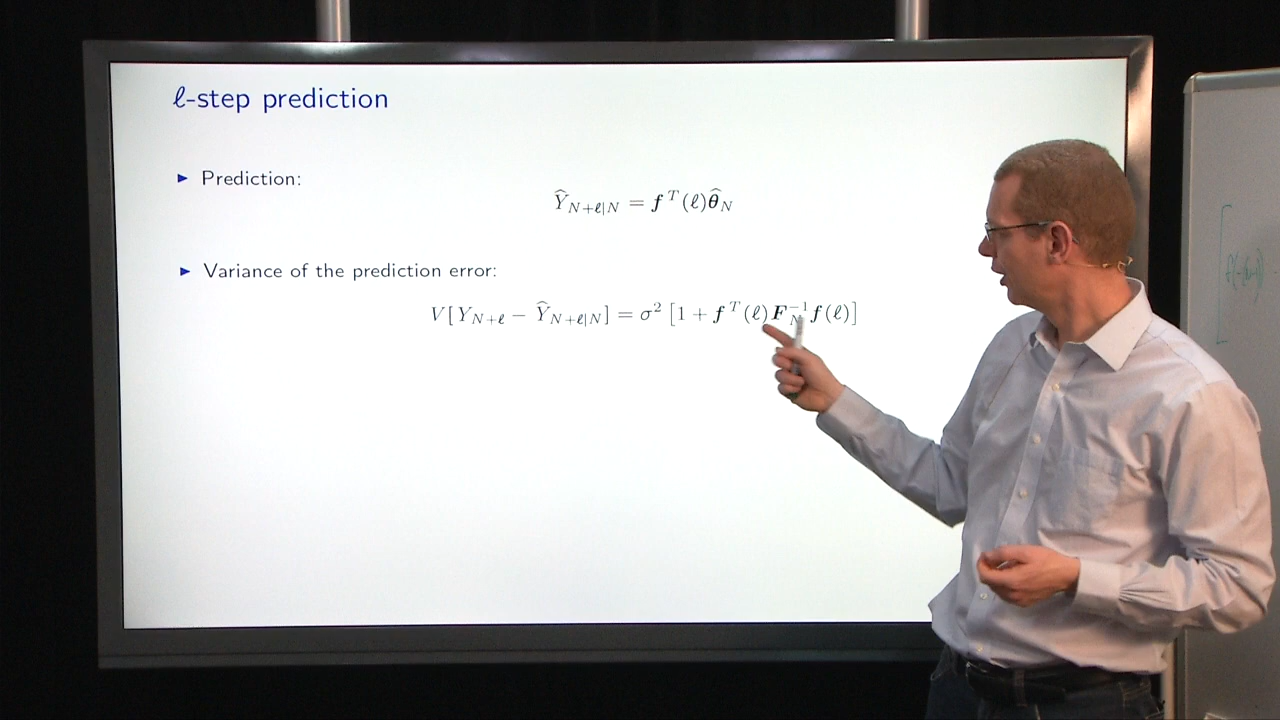 ℓ-step prediction
▶ Prediction:
Ŷ_{N+ℓ|N} = f^T(ℓ)θ̂_N
▶ Variance of the prediction error:
V[Y_{N+ℓ} − Ŷ_{N+ℓ|N}] = σ² [1 + f^T(ℓ)F_N^{−1}f(ℓ)]